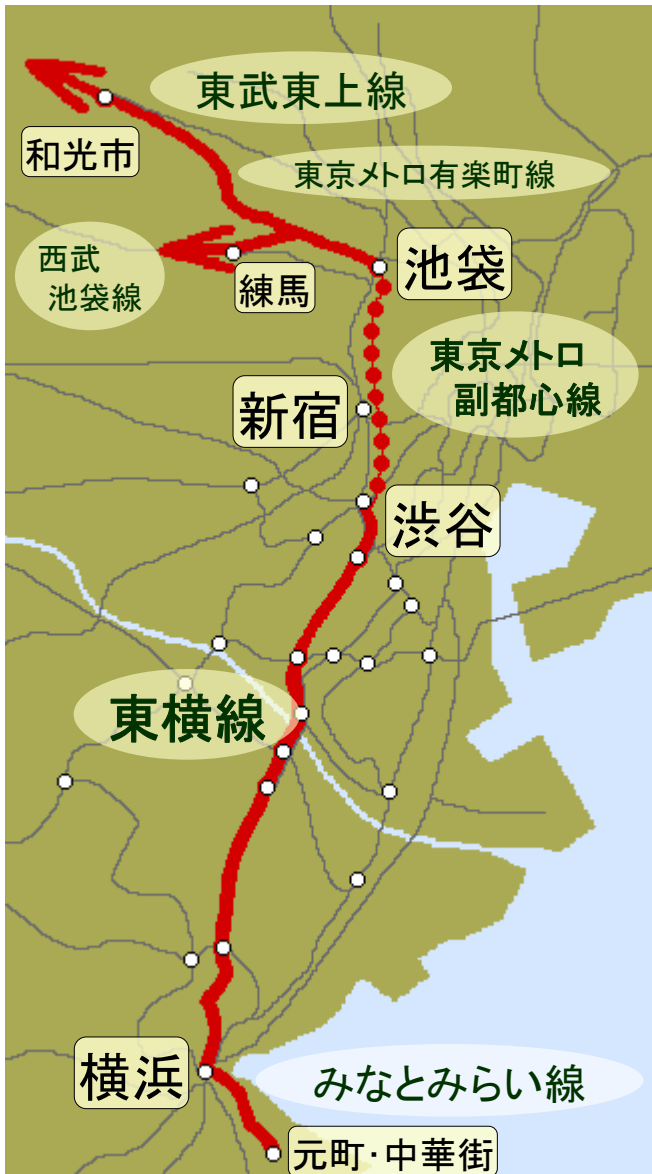 東武東上線
和光市
東京メトロ有楽町線
西武
池袋線
練馬
池袋
東京メトロ
副都心線
新宿
渋谷
東横線
横浜
みなとみらい線
元町・中華街